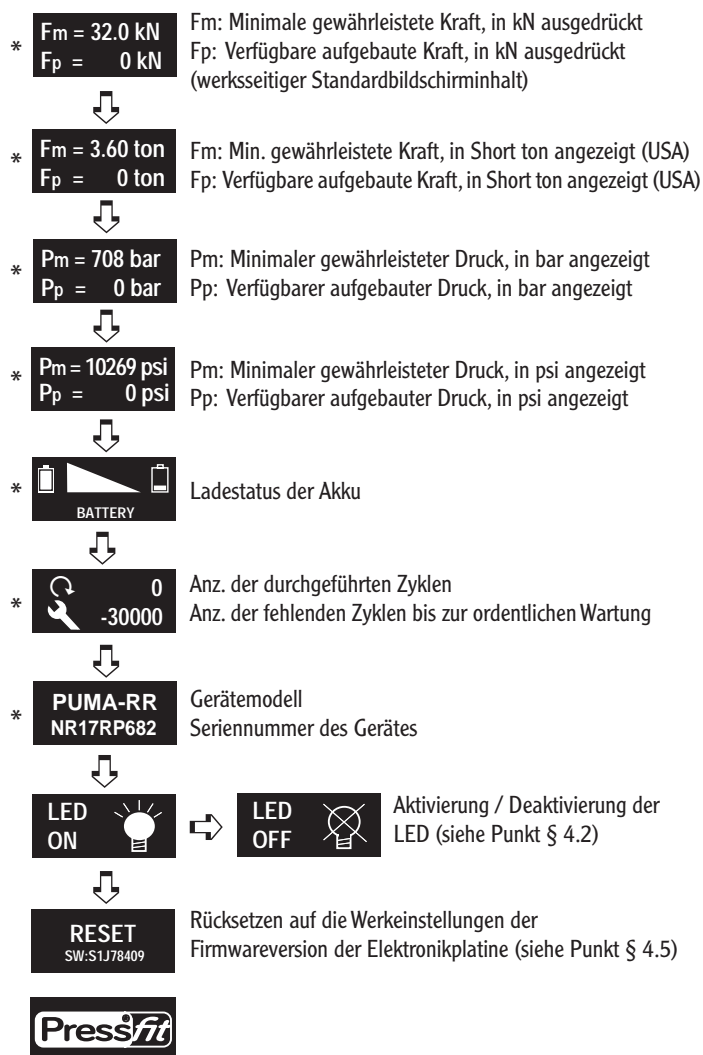 * Fm = 32.0 kN Fm: Minimale gewährleistete Kraft, in kN ausgedrückt
Fp = 0 kN Fp: Verfügbare aufgebaute Kraft, in kN ausgedrückt
(werksseitiger Standardbildschirminhalt)
* Fm = 3.60 ton Fm: Min. gewährleistete Kraft, in Short ton angezeigt (USA)
Fp = 0 ton Fp: Verfügbare aufgebaute Kraft, in Short ton angezeigt (USA)
* Pm = 708 bar Pm: Minimaler gewährleisteter Druck, in bar angezeigt
Pp = 0 bar Pp: Verfügbarer aufgebauter Druck, in bar angezeigt
* Pm = 10269 psi Pm: Minimaler gewährleisteter Druck, in psi angezeigt
Pp = 0 psi Pp: Verfügbarer aufgebauter Druck, in psi angezeigt
* Ladestatus der Akku
BATTERY
* 0 Anz. der durchgeführten Zyklen
-30000 Anz. der fehlenden Zyklen bis zur ordentlichen Wartung
* PUMA-RR Gerätemodell
NR17RP682 Seriennummer des Gerätes
LED LED Aktivierung / Deaktivierung der
ON OFF LED (siehe Punkt § 4.2)
RESET Rücksetzen auf die Werkeinstellungen der
SW:S1J78409 Firmwareversion der Elektronikplatine (siehe Punkt § 4.5)
Pressfit